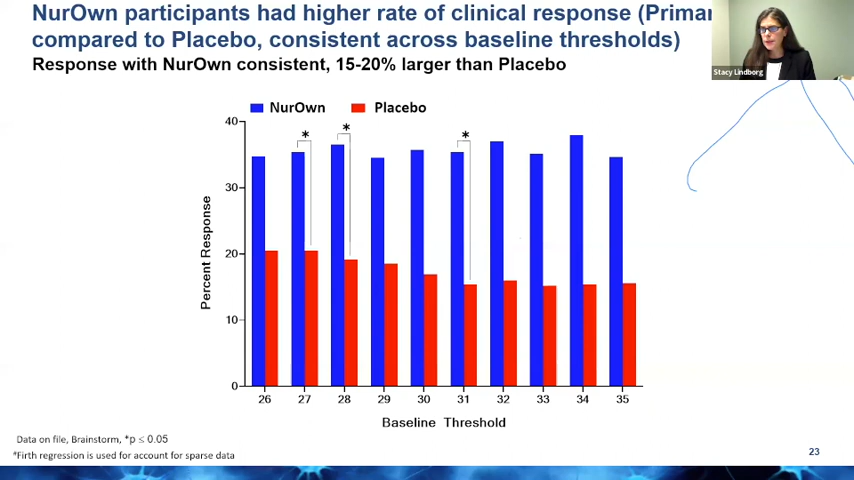 NurOwn participants had higher rate of clinical response (
compared to Placebo, consistent across baseline thresholds)
Response with NurOwn consistent, 15-20% larger than Placebo
Stacy Lindborg
NurOwn Placebo
40
30
20
10
0
Percent Response
* * *
26 27 28 29 30 31 32 33 34 35
Baseline Threshold
Data on file, Brainstorm, *p ≤ 0.05
#Firth regression is used for account for sparse data
23